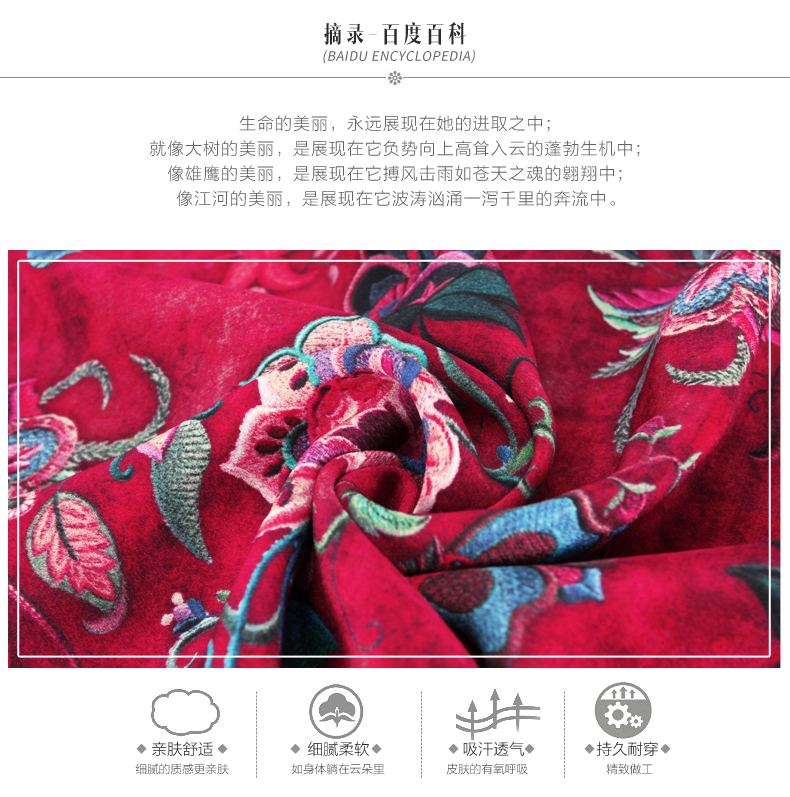 摘录-百度百科
(BAIDU ENCYCLOPEDIA)
生命的美丽，永远展现在她的进取之中；
就像大树的美丽，是展现在它负势向上高耸入云的蓬勃生机中；
像雄鹰的美丽，是展现在它搏风击雨如苍天之魂的翱翔中；
像江河的美丽，是展现在它波涛汹涌一泻千里的奔流中。
亲肤舒适
细腻柔软
吸汗透气
持久耐穿
细腻的质感更亲肤
如身体躺在云朵里
皮肤的有氧呼吸
精致做工